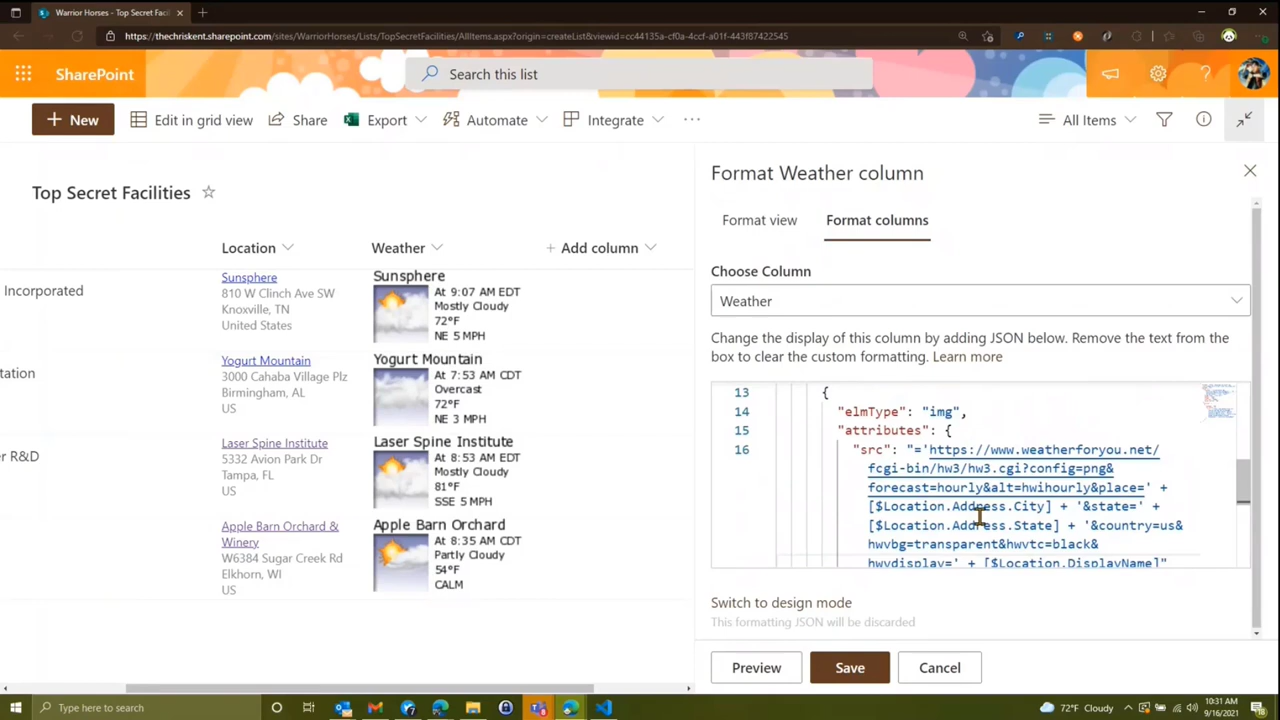 Warrior Horses - Top Secret Facil
https://thechriskent.sharepoint.com/sites/WarriorHorses/Lists/TopSecretFacilities/AllItems.aspx?origin=createList&viewid=cc44135a-cf0a-4ccf-a01f-443f87422545
SharePoint
Search this list
New
Edit in grid view
Share
Export
Automate
Integrate
All Items
Top Secret Facilities
Location
Weather
+ Add column
Incorporated
Sunsphere
810 W Clinch Ave SW
Knoxville, TN
United States
Sunsphere
At 9:07 AM EDT
Mostly Cloudy
72°F
NE 5 MPH
tation
Yogurt Mountain
3000 Cahaba Village Plz
Birmingham, AL
US
Yogurt Mountain
At 7:53 AM CDT
Overcast
72°F
NE 3 MPH
r R&D
Laser Spine Institute
5332 Avion Park Dr
Tampa, FL
US
Laser Spine Institute
At 8:53 AM EDT
Mostly Cloudy
81°F
SSE 5 MPH
Apple Barn Orchard &
Winery
W6384 Sugar Creek Rd
Elkhorn, WI
US
Apple Barn Orchard
At 8:35 AM CDT
Partly Cloudy
54°F
CALM
Format Weather column
Format view
Format columns
Choose Column
Weather
Change the display of this column by adding JSON below. Remove the text from the
box to clear the custom formatting. Learn more
13 {
14 "elmType": "img",
15 "attributes": {
16 "src": "='https://www.weatherforyou.net/
fcgi-bin/hw3/hw3.cgi?config=png&
forecast=hourly&alt=hwihourly&place=' +
[$Location.Address.City] + '&state=' +
[$Location.Address.State] + '&country=us&
hwvbg=transparent&hwvtc=black&
hwvdisplay=' + [$Location.DisplayName]"
Switch to design mode
This formatting JSON will be discarded
Preview
Save
Cancel
Type here to search
72°F Cloudy
10:31 AM
9/16/2021